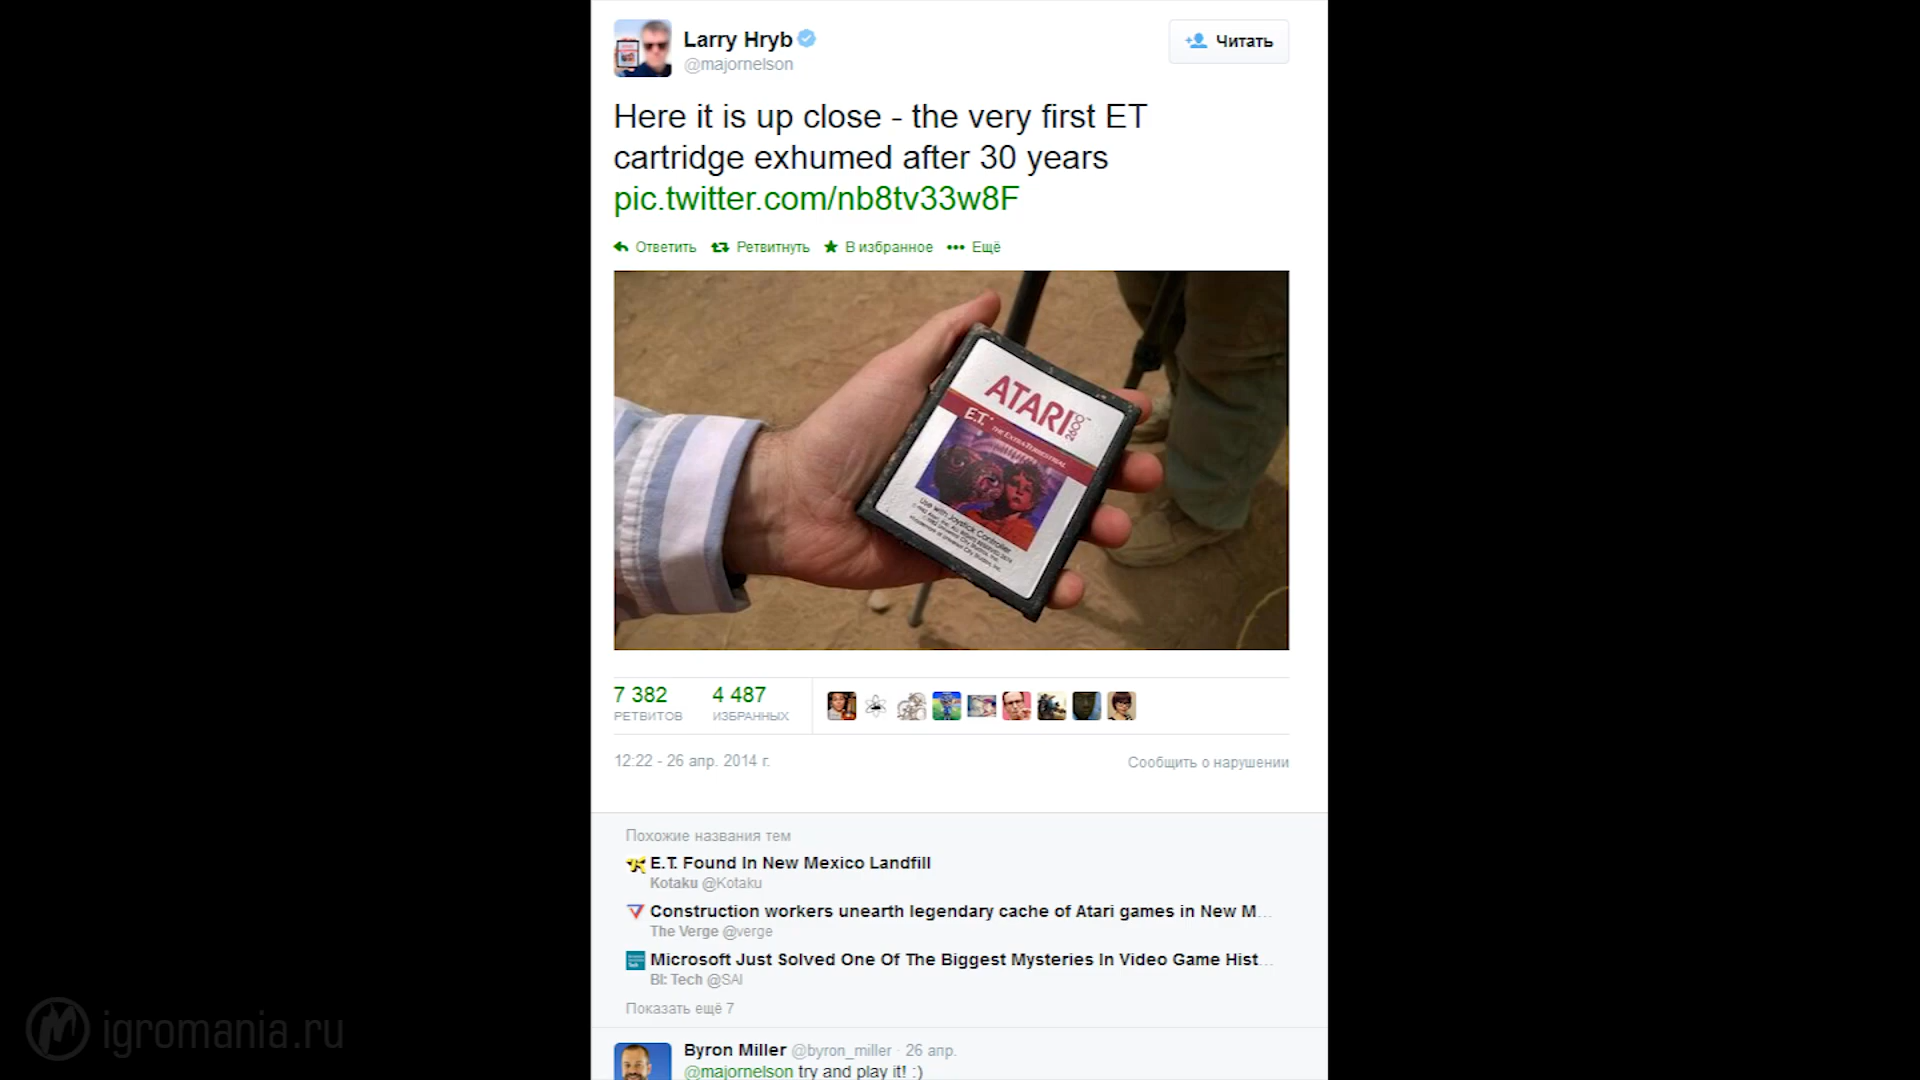 Larry Hryb
@majornelson
Читать
Here it is up close - the very first ET
cartridge exhumed after 30 years
pic.twitter.com/nb8tv33w8F
Ответить Ретвитнуть В избранное ••• Ещё
ATARI 2600
E.T.* THE EXTRA-TERRESTRIAL
Use with Joystick Controller
7 382 4 487
РЕТВИТОВ ИЗБРАННЫХ
12:22 - 26 апр. 2014 г.
Сообщить о нарушении
Похожие названия тем
E.T. Found In New Mexico Landfill
Kotaku @Kotaku
Construction workers unearth legendary cache of Atari games in New M...
The Verge @verge
Microsoft Just Solved One Of The Biggest Mysteries In Video Game Hist...
BI: Tech @SAI
Показать ещё 7
Byron Miller @byron_miller · 26 апр.
@majornelson try and play it! :)
igromania.ru